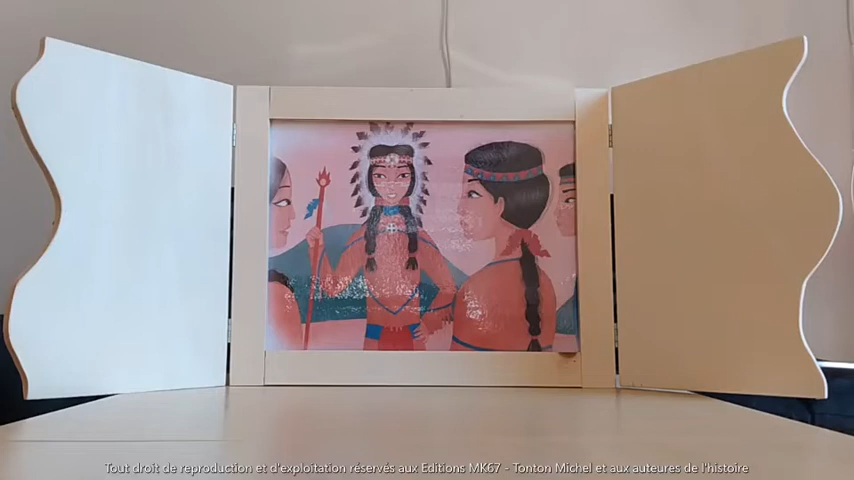 Tout droit de reproduction et d'exploitation réservés aux Editions MK67 - Tonton Michel et aux auteures de l'histoire